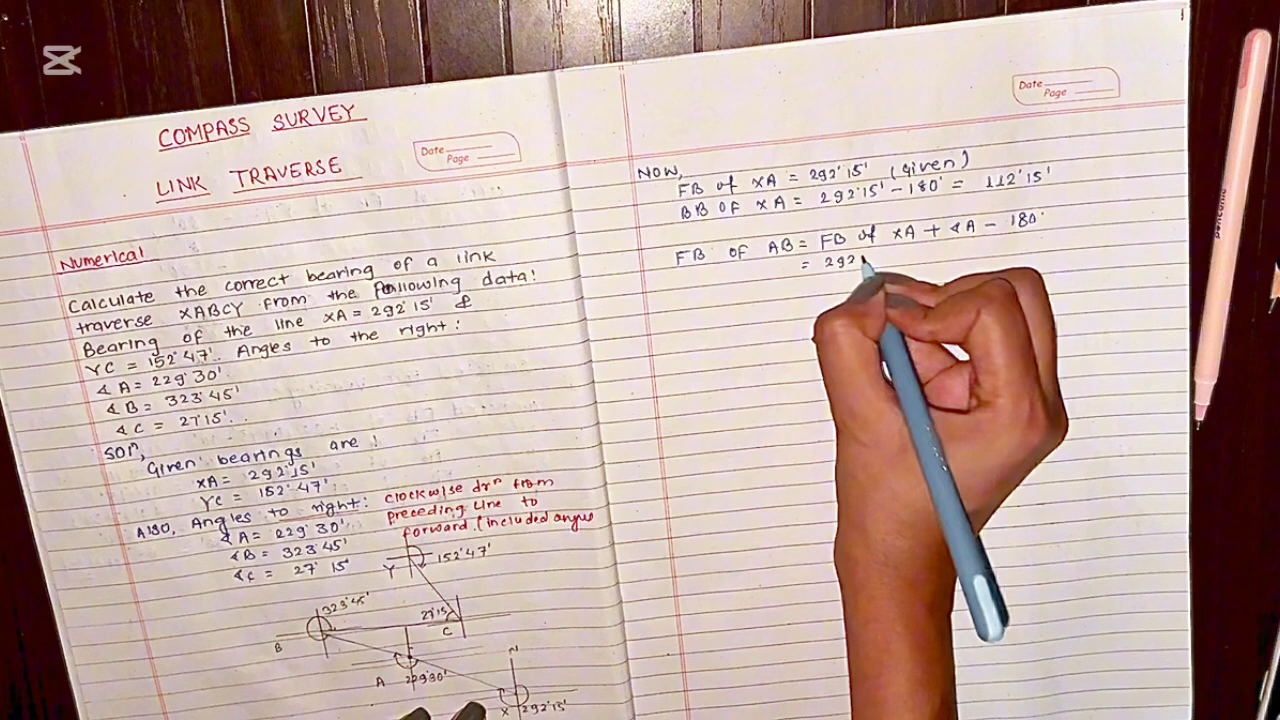 COMPASS SURVEY
LINK TRAVERSE
Date
Page
Numerical
Calculate the correct bearing of a link
traverse XABCY from the following data:
Bearing of the line XA = 292°15' &
YC = 152°47'. Angles to the right:
∡A = 229°30'
∡B = 323°45'
∡C = 27°15'.
Solⁿ,
Given bearings are:
XA = 292°15'
YC = 152°47'
Also, Angles to right:
∡A = 229°30'
∡B = 323°45'
∡C = 27°15'
clockwise drⁿ from
preceding line to
forward (included angle
Y
152°47'
323°45'
27°15'
B
C
A
229°30'
N
X
292°15'
Date
Page
NOW,
FB of XA = 292°15' (Given)
BB OF XA = 292°15' - 180° = 112°15'
FB OF AB = FB of XA + ∡A - 180°
= 292